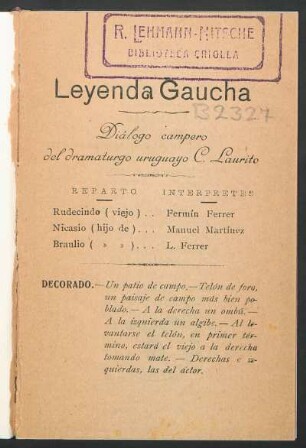 R. LEHMANN-NITSCHE
BIBLIOTECA CRIOLLA
Leyenda Gaucha
B2327
Diálogo campero
del dramaturgo uruguayo C. Laurito
REPARTO INTERPRETES
Rudecindo (viejo) .. Fermín Ferrer
Nicasio (hijo de) ... Manuel Martínez
Braulio ( » » ) ... L. Ferrer
DECORADO.—Un patio de campo.—Telón de foro,
un paisaje de campo más bien po-
blado.—A la derecha un ombú.—
A la izquierda un algibe.—Al le-
vantarse el telón, en primer tér-
mino, estará el viejo a la derecha
tomando mate. — Derechas e iz-
quierdas, las del actor.